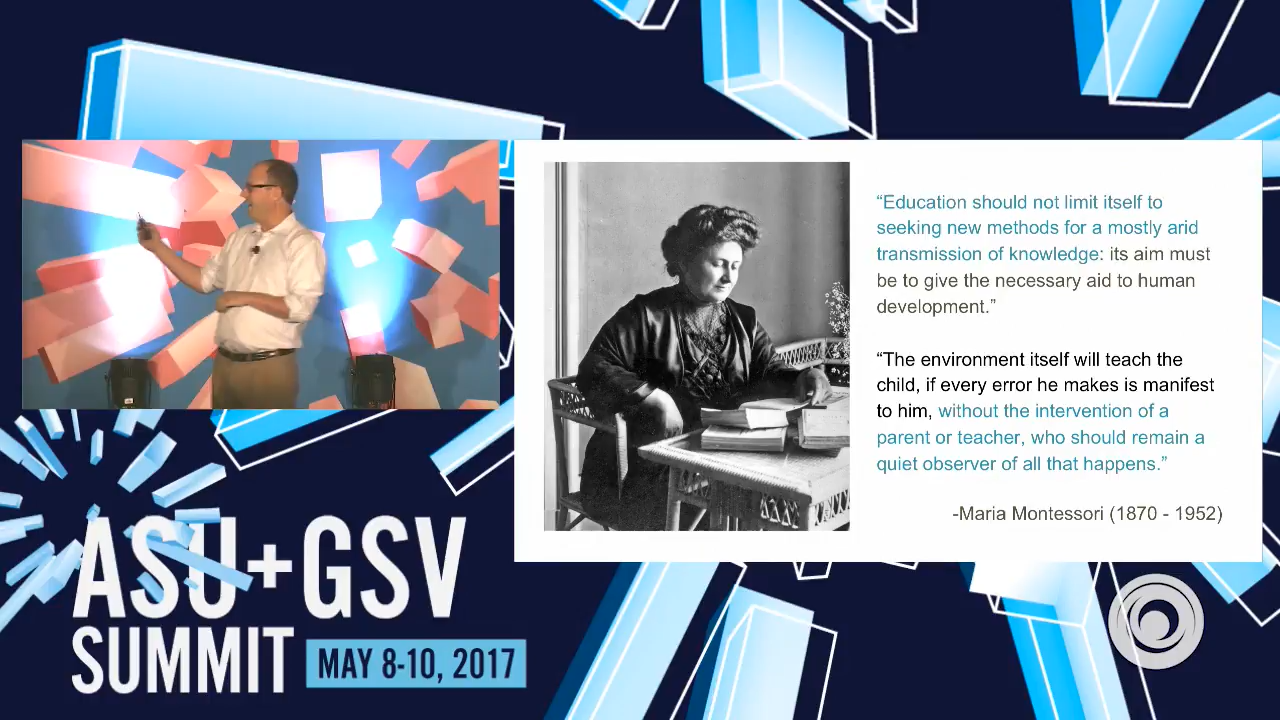 “Education should not limit itself to
seeking new methods for a mostly arid
transmission of knowledge: its aim must
be to give the necessary aid to human
development.”
“The environment itself will teach the
child, if every error he makes is manifest
to him, without the intervention of a
parent or teacher, who should remain a
quiet observer of all that happens.”
-Maria Montessori (1870 - 1952)
ASU+GSV
SUMMIT
MAY 8-10, 2017